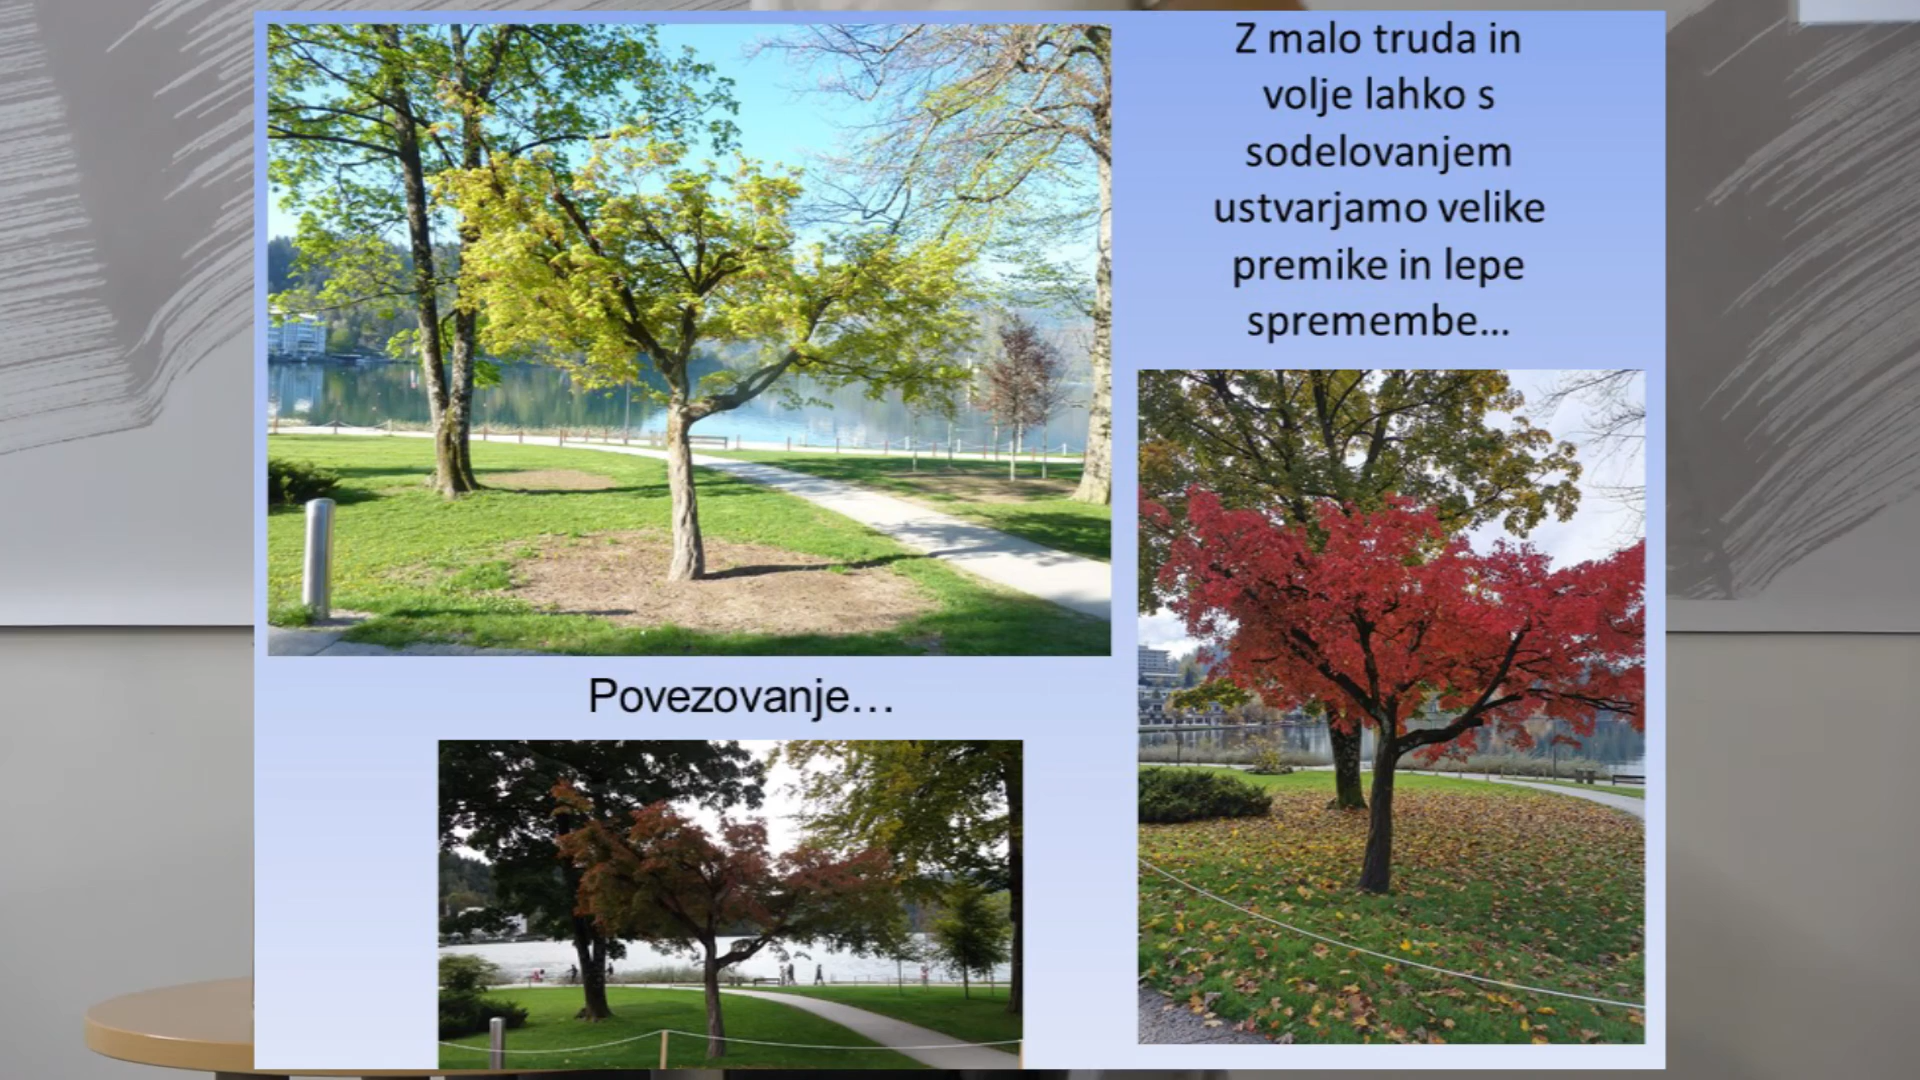 Z malo truda in
volje lahko s
sodelovanjem
ustvarjamo velike
premike in lepe
spremembe...
Povezovanje...